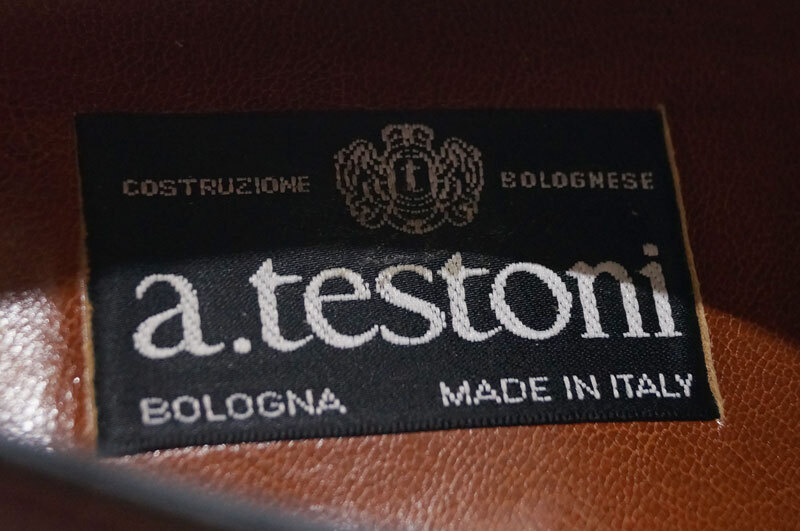 COSTRUZIONE t BOLOGNESE
a.testoni
BOLOGNA MADE IN ITALY